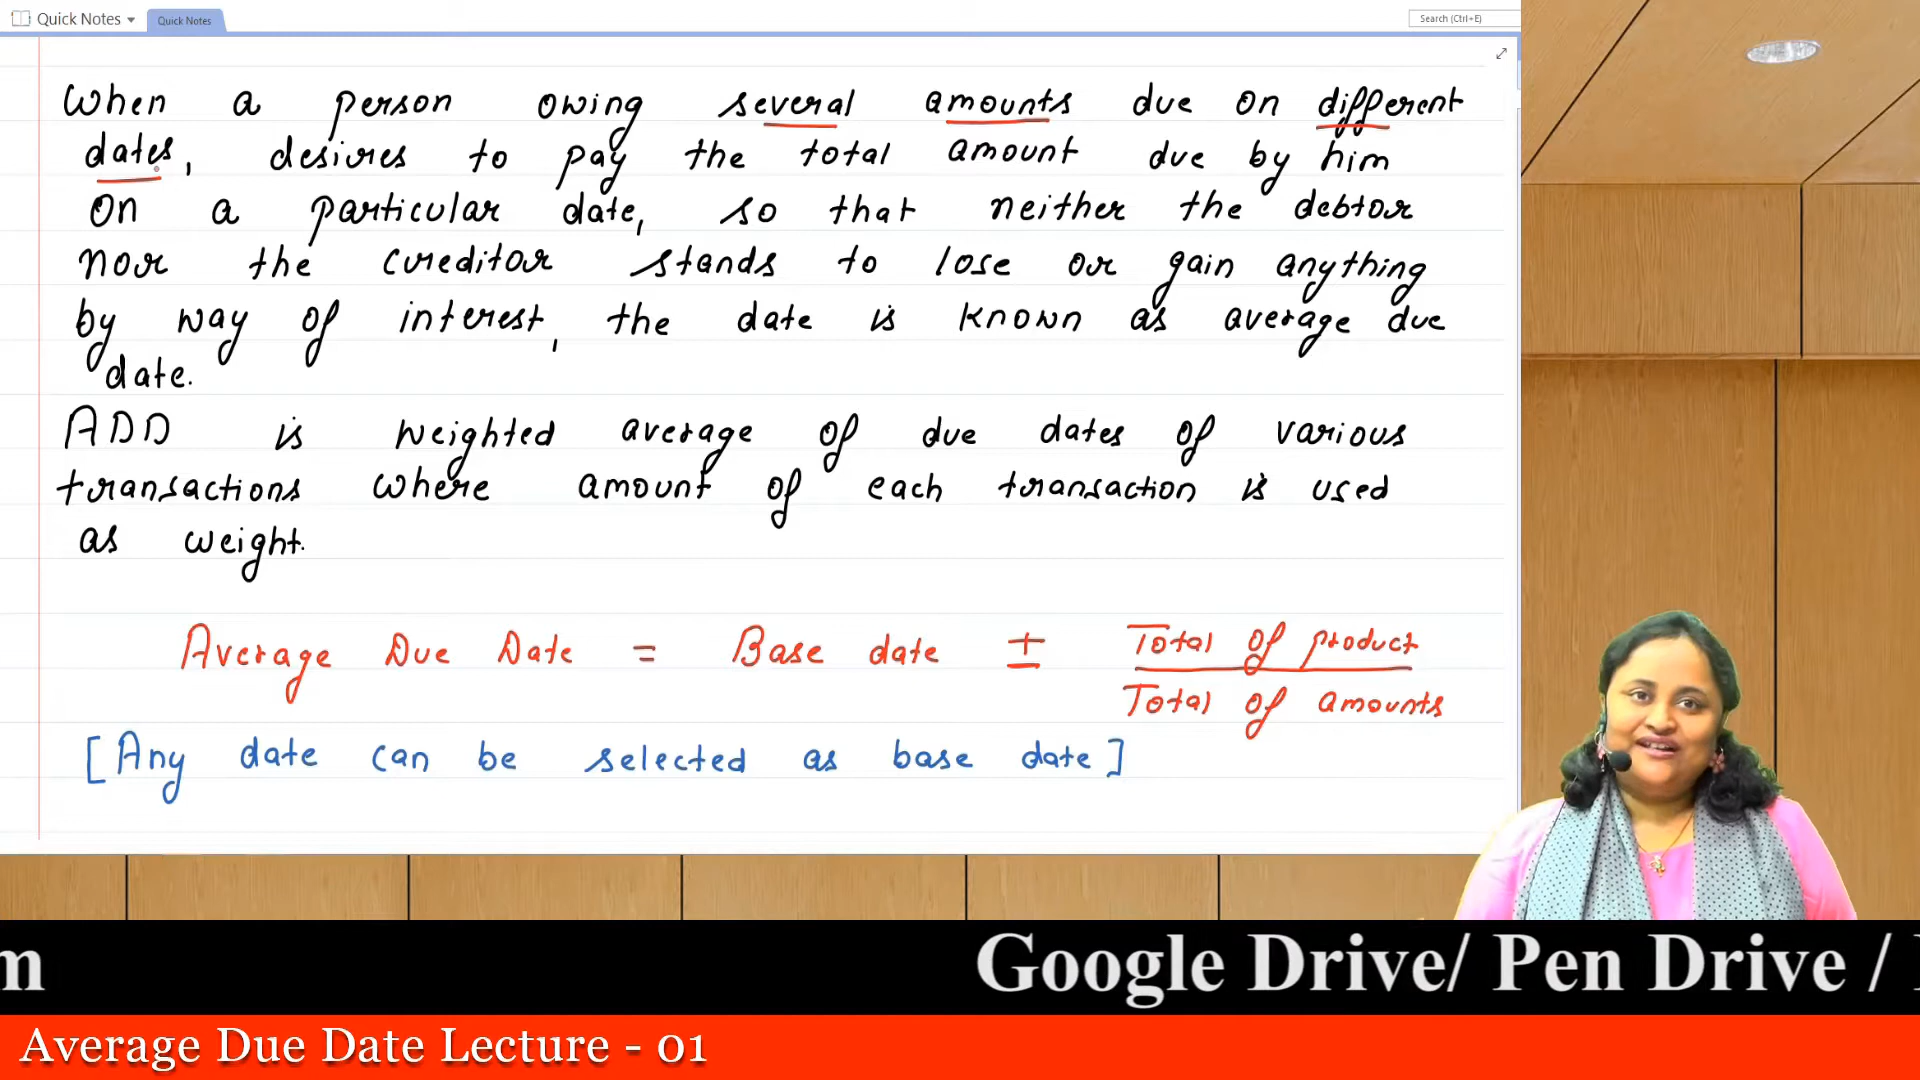 Quick Notes
Quick Notes
Search (Ctrl+E)
When a person owing several amounts due on different
dates, desires to pay the total amount due by him
on a particular date, so that neither the debtor
nor the creditor stands to lose or gain anything
by way of interest, the date is known as average due
date.
ADD is weighted average of due dates of various
transactions where amount of each transaction is used
as weight.
Average Due Date = Base date ± Total of product
Total of amounts
[Any date can be selected as base date]
m Google Drive/ Pen Drive /
Average Due Date Lecture - 01